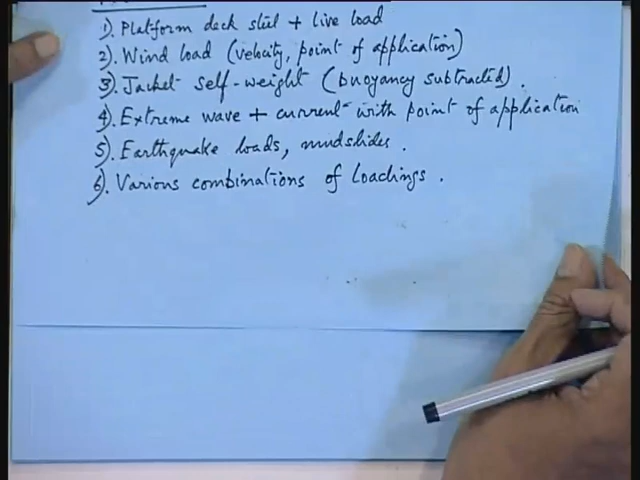 1). Platform deck steel + live load
2). Wind load (velocity, point of application)
3). Jacket self-weight (buoyancy subtracted).
4). Extreme wave + current with point of application
5). Earthquake loads, mudslides.
6). Various combinations of loadings.